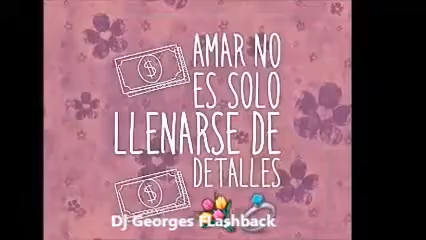 AMAR NO
ES SOLO
LLENARSE DE
DETALLES
Dj Georges FLashback